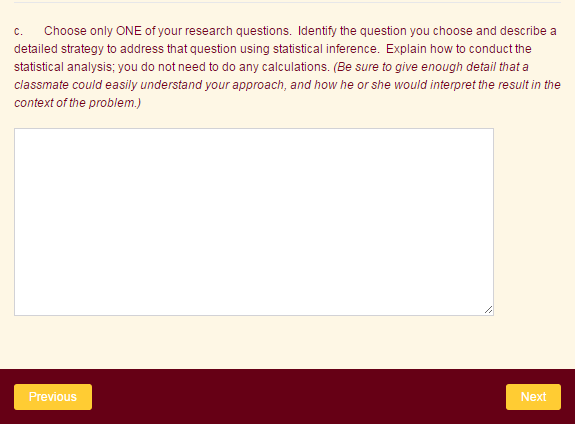 c. Choose only ONE of your research questions. Identify the question you choose and describe a
detailed strategy to address that question using statistical inference. Explain how to conduct the
statistical analysis; you do not need to do any calculations. (Be sure to give enough detail that a
classmate could easily understand your approach, and how he or she would interpret the result in the
context of the problem.)
Previous
Next